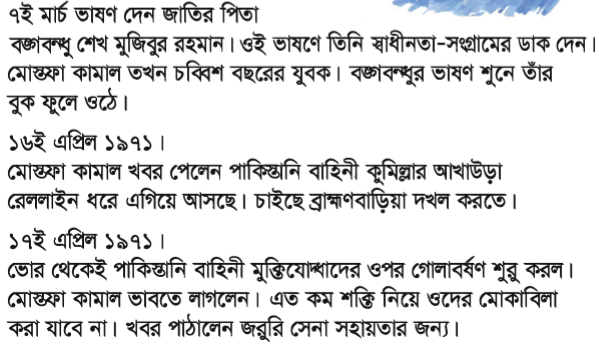 ৭ই মার্চ ভাষণ দেন জাতির পিতা
বঙ্গবন্ধু শেখ মুজিবুর রহমান। ওই ভাষণে তিনি স্বাধীনতা-সংগ্রামের ডাক দেন।
মোস্তফা কামাল তখন চব্বিশ বছরের যুবক। বঙ্গবন্ধুর ভাষণ শুনে তাঁর
বুক ফুলে ওঠে।
১৬ই এপ্রিল ১৯৭১।
মোস্তফা কামাল খবর পেলেন পাকিস্তানি বাহিনী কুমিল্লার আখাউড়া
রেললাইন ধরে এগিয়ে আসছে। চাইছে ব্রাহ্মণবাড়িয়া দখল করতে।
১৭ই এপ্রিল ১৯৭১।
ভোর থেকেই পাকিস্তানি বাহিনী মুক্তিযোদ্ধাদের ওপর গোলাবর্ষণ শুরু করল।
মোস্তফা কামাল ভাবতে লাগলেন। এত কম শক্তি নিয়ে ওদের মোকাবিলা
করা যাবে না। খবর পাঠালেন জরুরি সেনা সহায়তার জন্য।